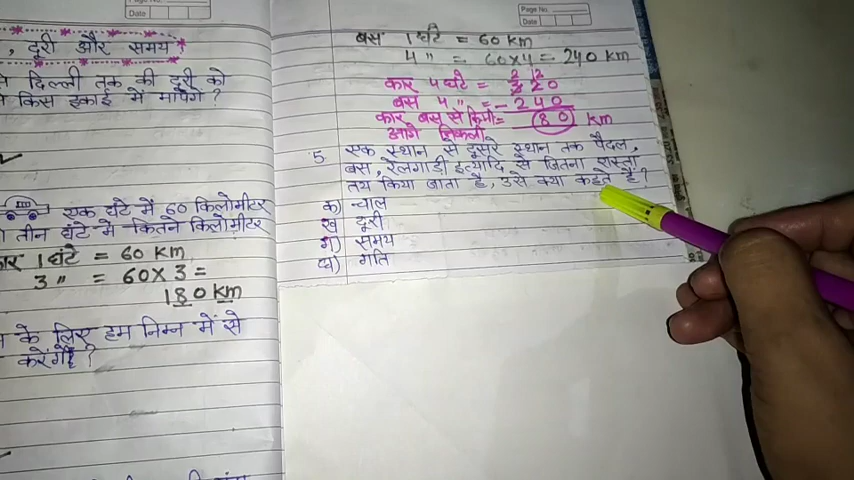 Page No.
Date
, दूरी और समय
दिल्ली तक की दूरी को
किस इकाई में मापेंगे ?
एक घंटे में 60 किलोमीटर
तीन घंटे में कितने किलोमीटर
कार 1 घंटे = 60 km
3 " = 60 x 3 =
180 km
के लिए हम निम्न में से
करेंगे ?
Page No.
Date
बस 1 घंटे = 60 km
4 " = 60x4 = 240 km
कार 4 घंटे = 320
बस 4 " = - 240
कार बस से कितनी = 80 km
आगे निकली
5 एक स्थान से दूसरे स्थान तक पैदल,
बस, रेलगाड़ी इत्यादि से जितना रास्ता
तय किया जाता है, उसे क्या कहते है ?
क) चाल
ख) दूरी
ग) समय
घ) गति